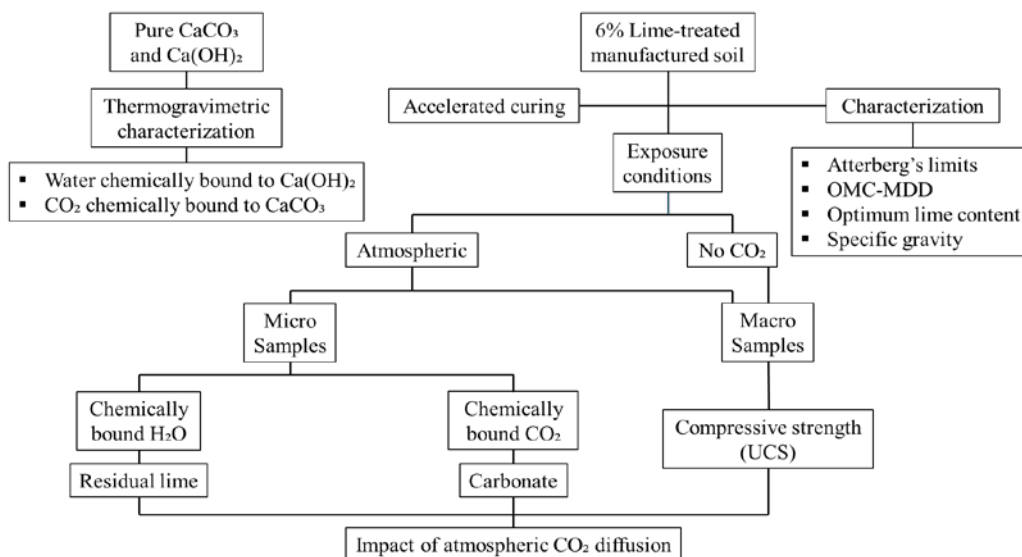 Pure CaCO₃
and Ca(OH)₂
6% Lime-treated
manufactured soil
Thermogravimetric
characterization
Accelerated curing
Characterization
▪ Water chemically bound to Ca(OH)₂
▪ CO₂ chemically bound to CaCO₃
Exposure
conditions
▪ Atterberg’s limits
▪ OMC-MDD
▪ Optimum lime content
▪ Specific gravity
Atmospheric
No CO₂
Micro
Samples
Macro
Samples
Chemically
bound H₂O
Chemically
bound CO₂
Compressive strength
(UCS)
Residual lime
Carbonate
Impact of atmospheric CO₂ diffusion